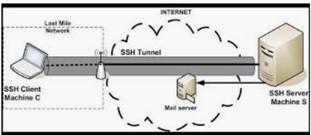 INTERNET
Last Mile
Network
SSH Tunnel
SSH Client
Machine C
Mail server
SSH Server
Machine S